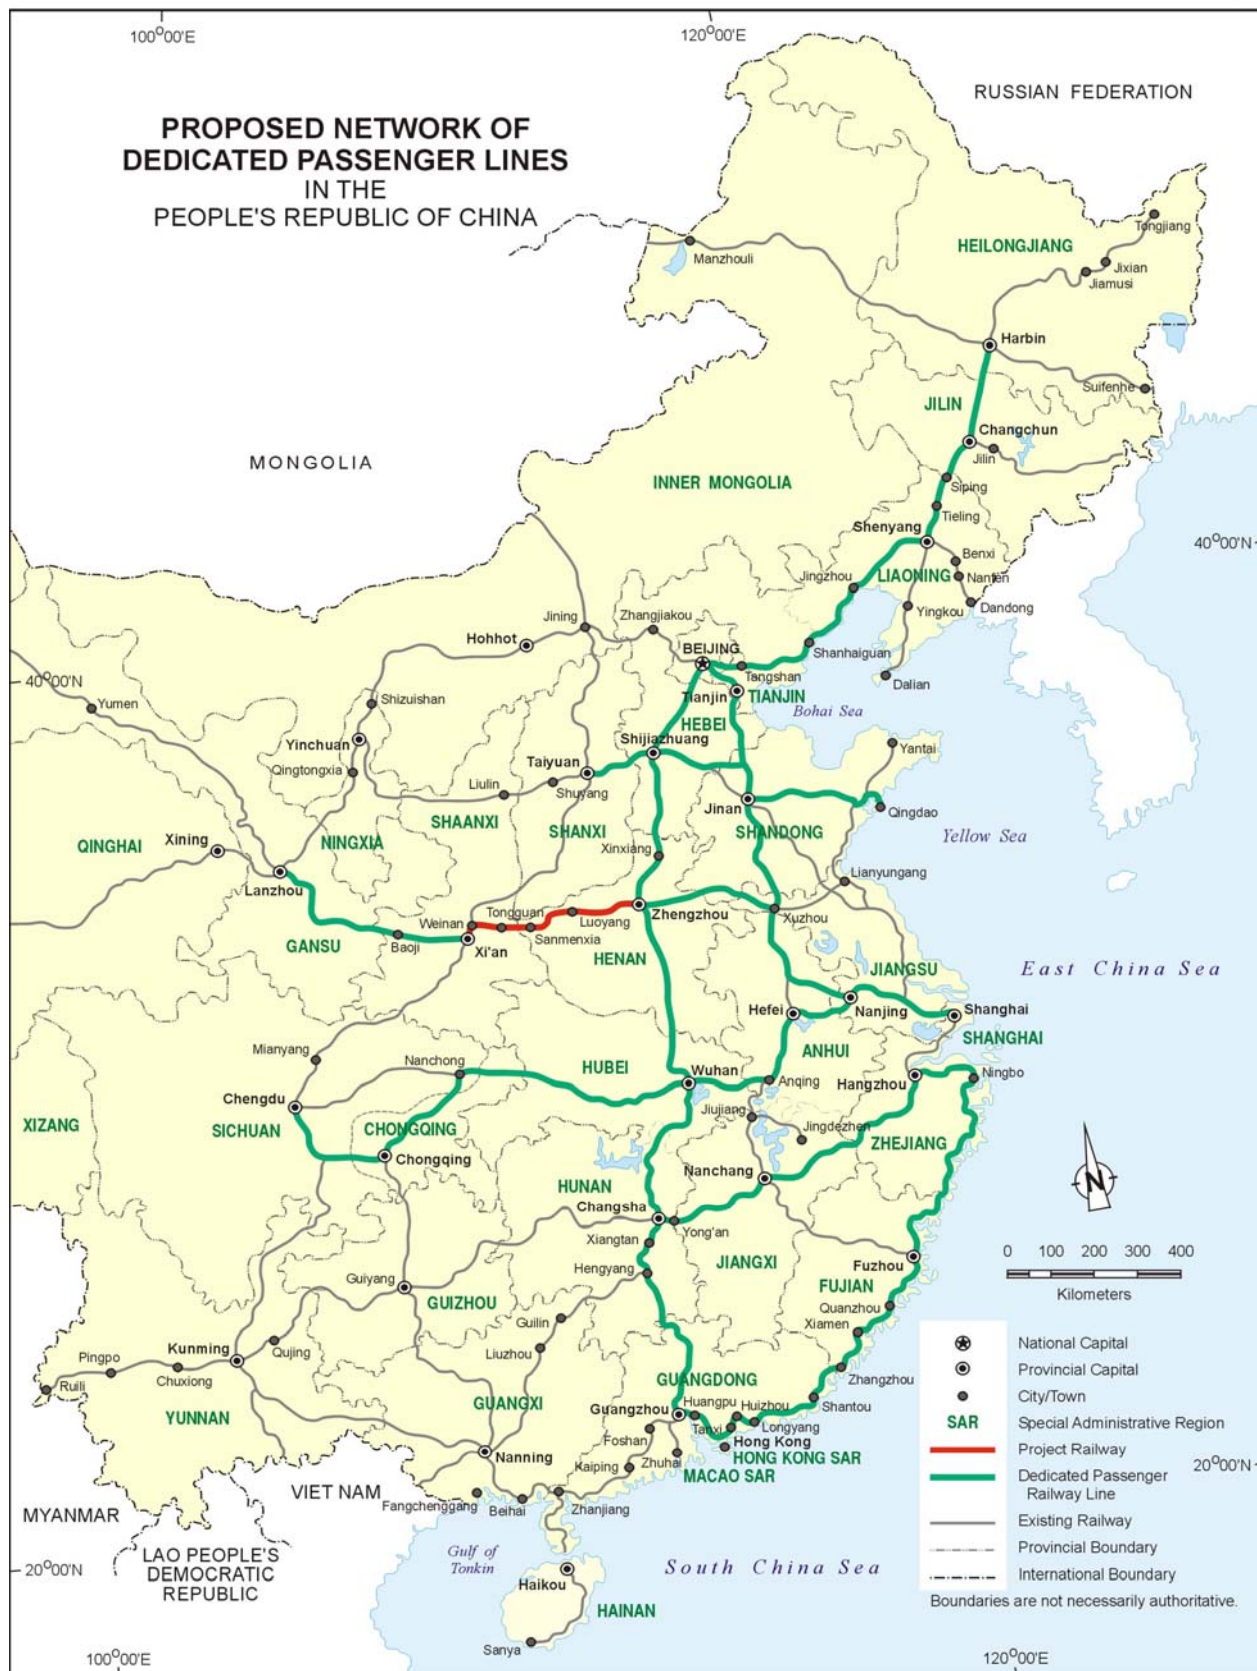 100°00'E
120°00'E
RUSSIAN FEDERATION
PROPOSED NETWORK OF
DEDICATED PASSENGER LINES
IN THE
PEOPLE'S REPUBLIC OF CHINA
Tongjiang
HEILONGJIANG
Manzhouli
Jixian
Jiamusi
Harbin
Suifenhe
JILIN
Changchun
Jilin
MONGOLIA
INNER MONGOLIA
Siping
Tieling
Shenyang
40°00'N
Benxi
Jingzhou
LIAONING
Nanfen
Yingkou
Dandong
Jining
Zhangjiakou
Hohhot
BEIJING
Shanhaiguan
Tangshan
Dalian
40°00'N
Tianjin
TIANJIN
Yumen
Shizuishan
Bohai Sea
HEBEI
Yinchuan
Shijiazhuang
Yantai
Qingtongxia
Taiyuan
Liulin
Shuyang
Jinan
Qingdao
SHAANXI
SHANXI
SHANDONG
Yellow Sea
QINGHAI
Xining
NINGXIA
Xinxiang
Lanzhou
Lianyungang
Weinan
Tongguan
Luoyang
Zhengzhou
Xuzhou
GANSU
Baoji
Xi'an
Sanmenxia
HENAN
JIANGSU
East China Sea
Hefei
Nanjing
Shanghai
SHANGHAI
Mianyang
Nanchong
HUBEI
ANHUI
Wuhan
Anqing
Hangzhou
Ningbo
Chengdu
Jiujiang
XIZANG
SICHUAN
CHONGQING
Jingdezhen
ZHEJIANG
Chongqing
Nanchang
N
HUNAN
Changsha
Yong'an
Xiangtan
JIANGXI
0 100 200 300 400
Fuzhou
Hengyang
Guiyang
GUIZHOU
FUJIAN
Kilometers
Quanzhou
Guilin
Xiamen
Kunming
Qujing
Liuzhou
National Capital
Pingpo
Chuxiong
Zhangzhou
Provincial Capital
Ruili
GUANGDONG
YUNNAN
GUANGXI
Huangpu
Huizhou
Shantou
City/Town
Guangzhou
Longyang
SAR Special Administrative Region
Tanxi
Foshan
Hong Kong
Project Railway
Nanning
Zhuhai
HONG KONG SAR
Kaiping
MACAO SAR
20°00'N
Dedicated Passenger
Railway Line
VIET NAM
Fangchenggang
Beihai
Zhanjiang
MYANMAR
Existing Railway
Gulf of
Tonkin
South China Sea
Provincial Boundary
LAO PEOPLE'S
DEMOCRATIC
REPUBLIC
20°00'N
Haikou
International Boundary
HAINAN
Boundaries are not necessarily authoritative.
Sanya
100°00'E
120°00'E